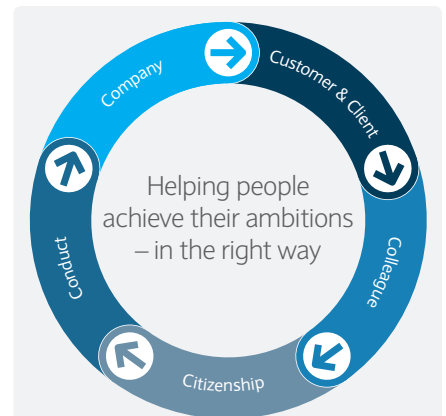 Company
Customer & Client
Helping people
achieve their ambitions
– in the right way
Colleague
Conduct
Citizenship